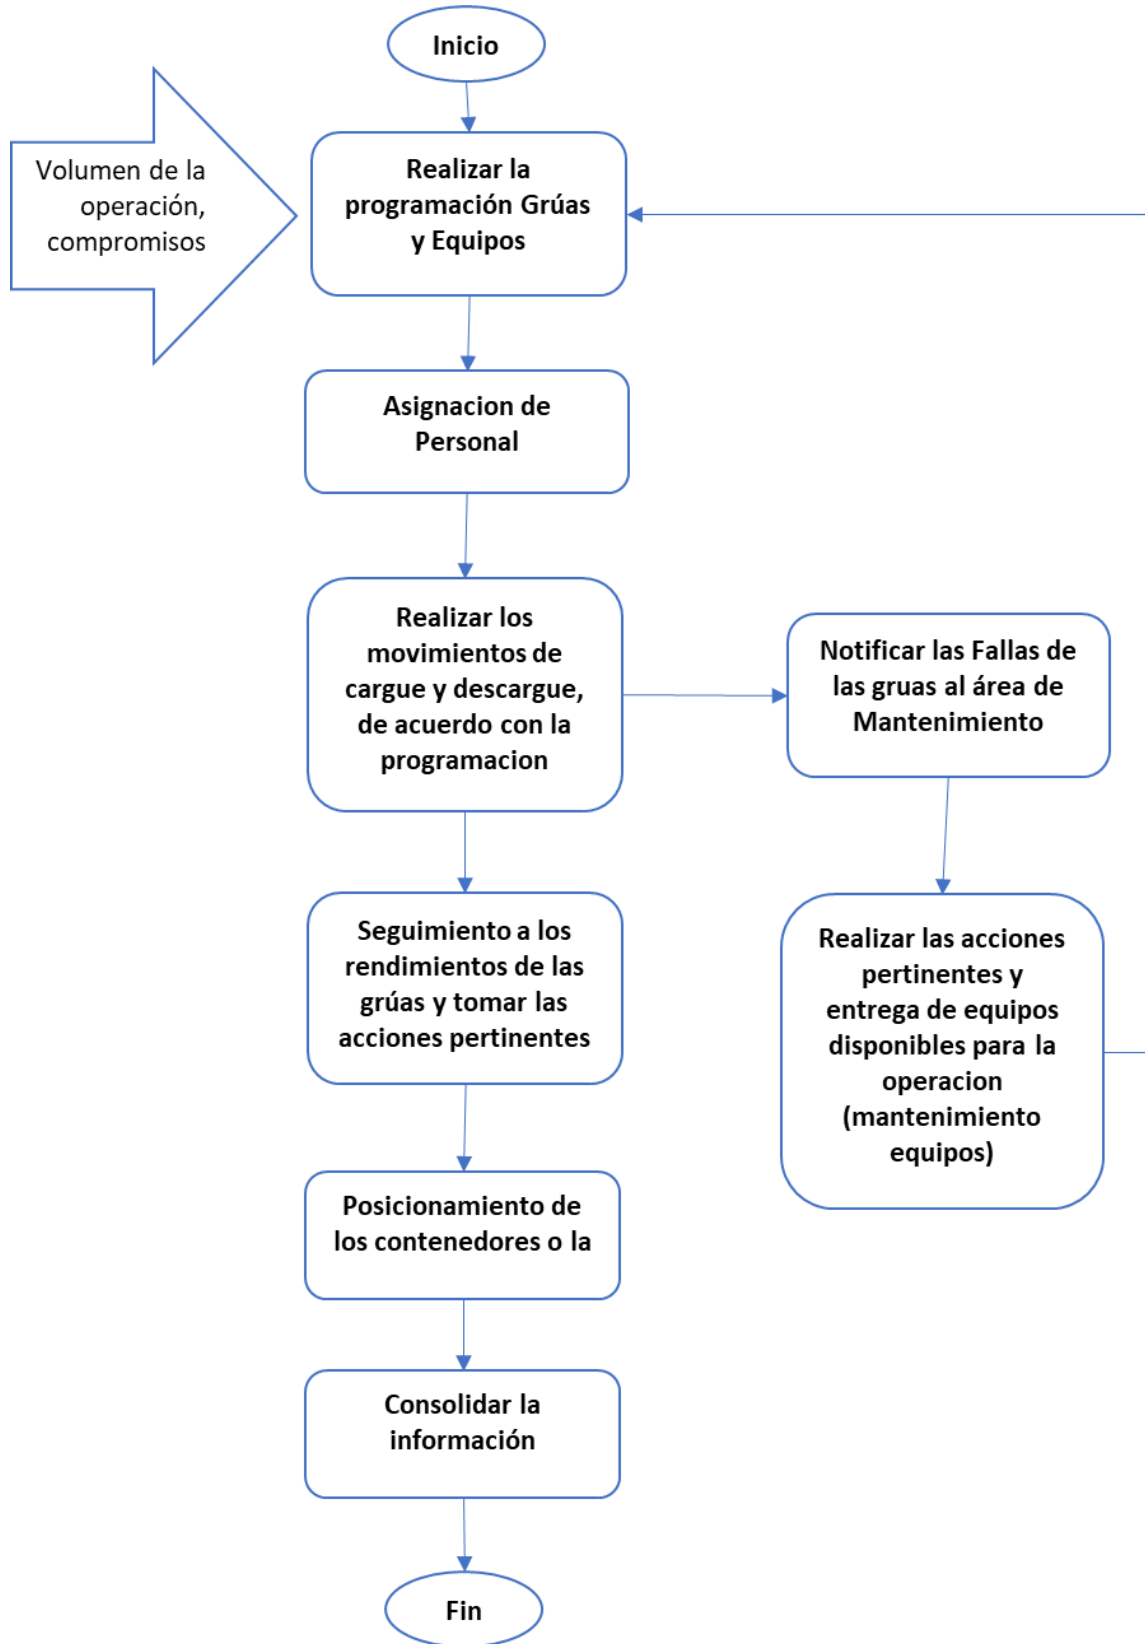 Inicio
Volumen de la
operación,
compromisos
Realizar la
programación Grúas
y Equipos
Asignacion de
Personal
Realizar los
movimientos de
cargue y descargue,
de acuerdo con la
programacion
Notificar las Fallas de
las gruas al área de
Mantenimiento
Seguimiento a los
rendimientos de las
grúas y tomar las
acciones pertinentes
Realizar las acciones
pertinentes y
entrega de equipos
disponibles para la
operacion
(mantenimiento
equipos)
Posicionamiento de
los contenedores o la
Consolidar la
información
Fin